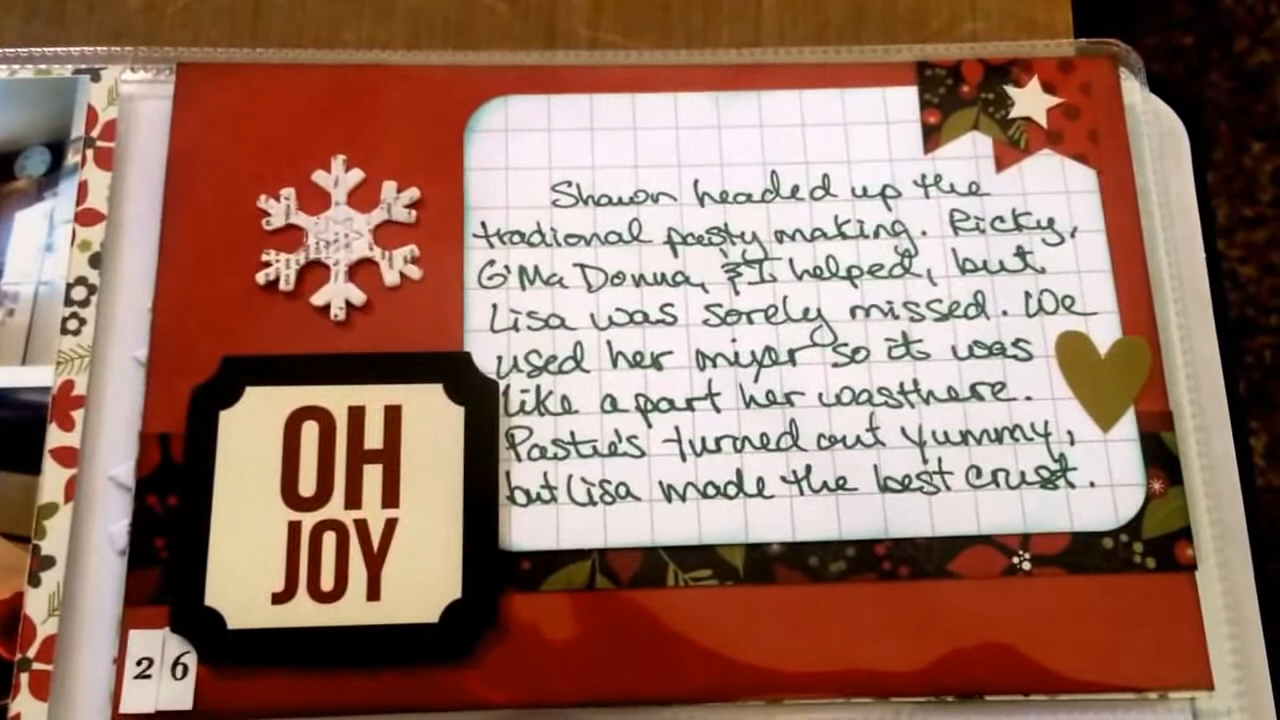 Shawn headed up the
tradional pasty making. Ricky,
G'Ma Donna, & I helped, but
Lisa was sorely missed. We
used her mixer so it was
like a part her was there.
Pastie's turned out yummy,
but Lisa made the best crust.
OH
JOY
26